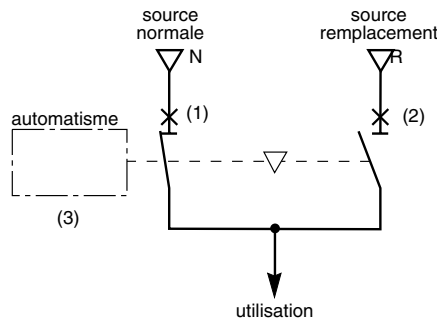 source
normale
source
remplacement
N
R
(1)
(2)
automatisme
(3)
utilisation